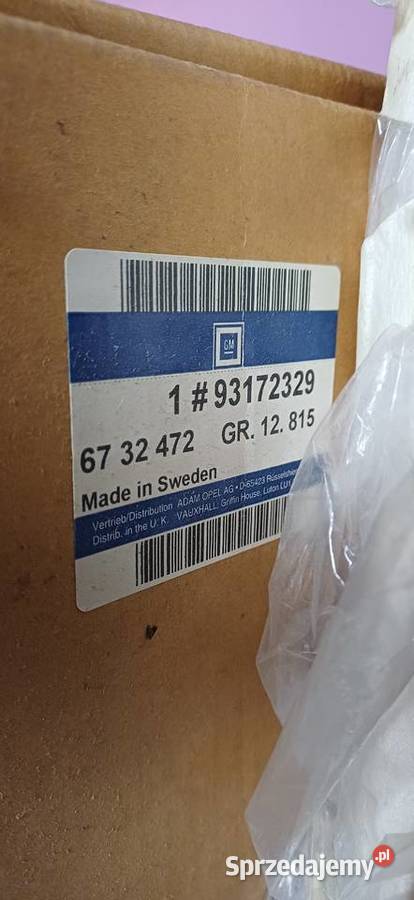 GM
1 # 93172329
67 32 472 GR. 12. 815
Made in Sweden
Vertrieb/Distribution ADAM OPEL AG • D-65423
Distrib. in the U. K. VAUXHALL, Griffin House, Luton LU1
Sprzedajemy.pl